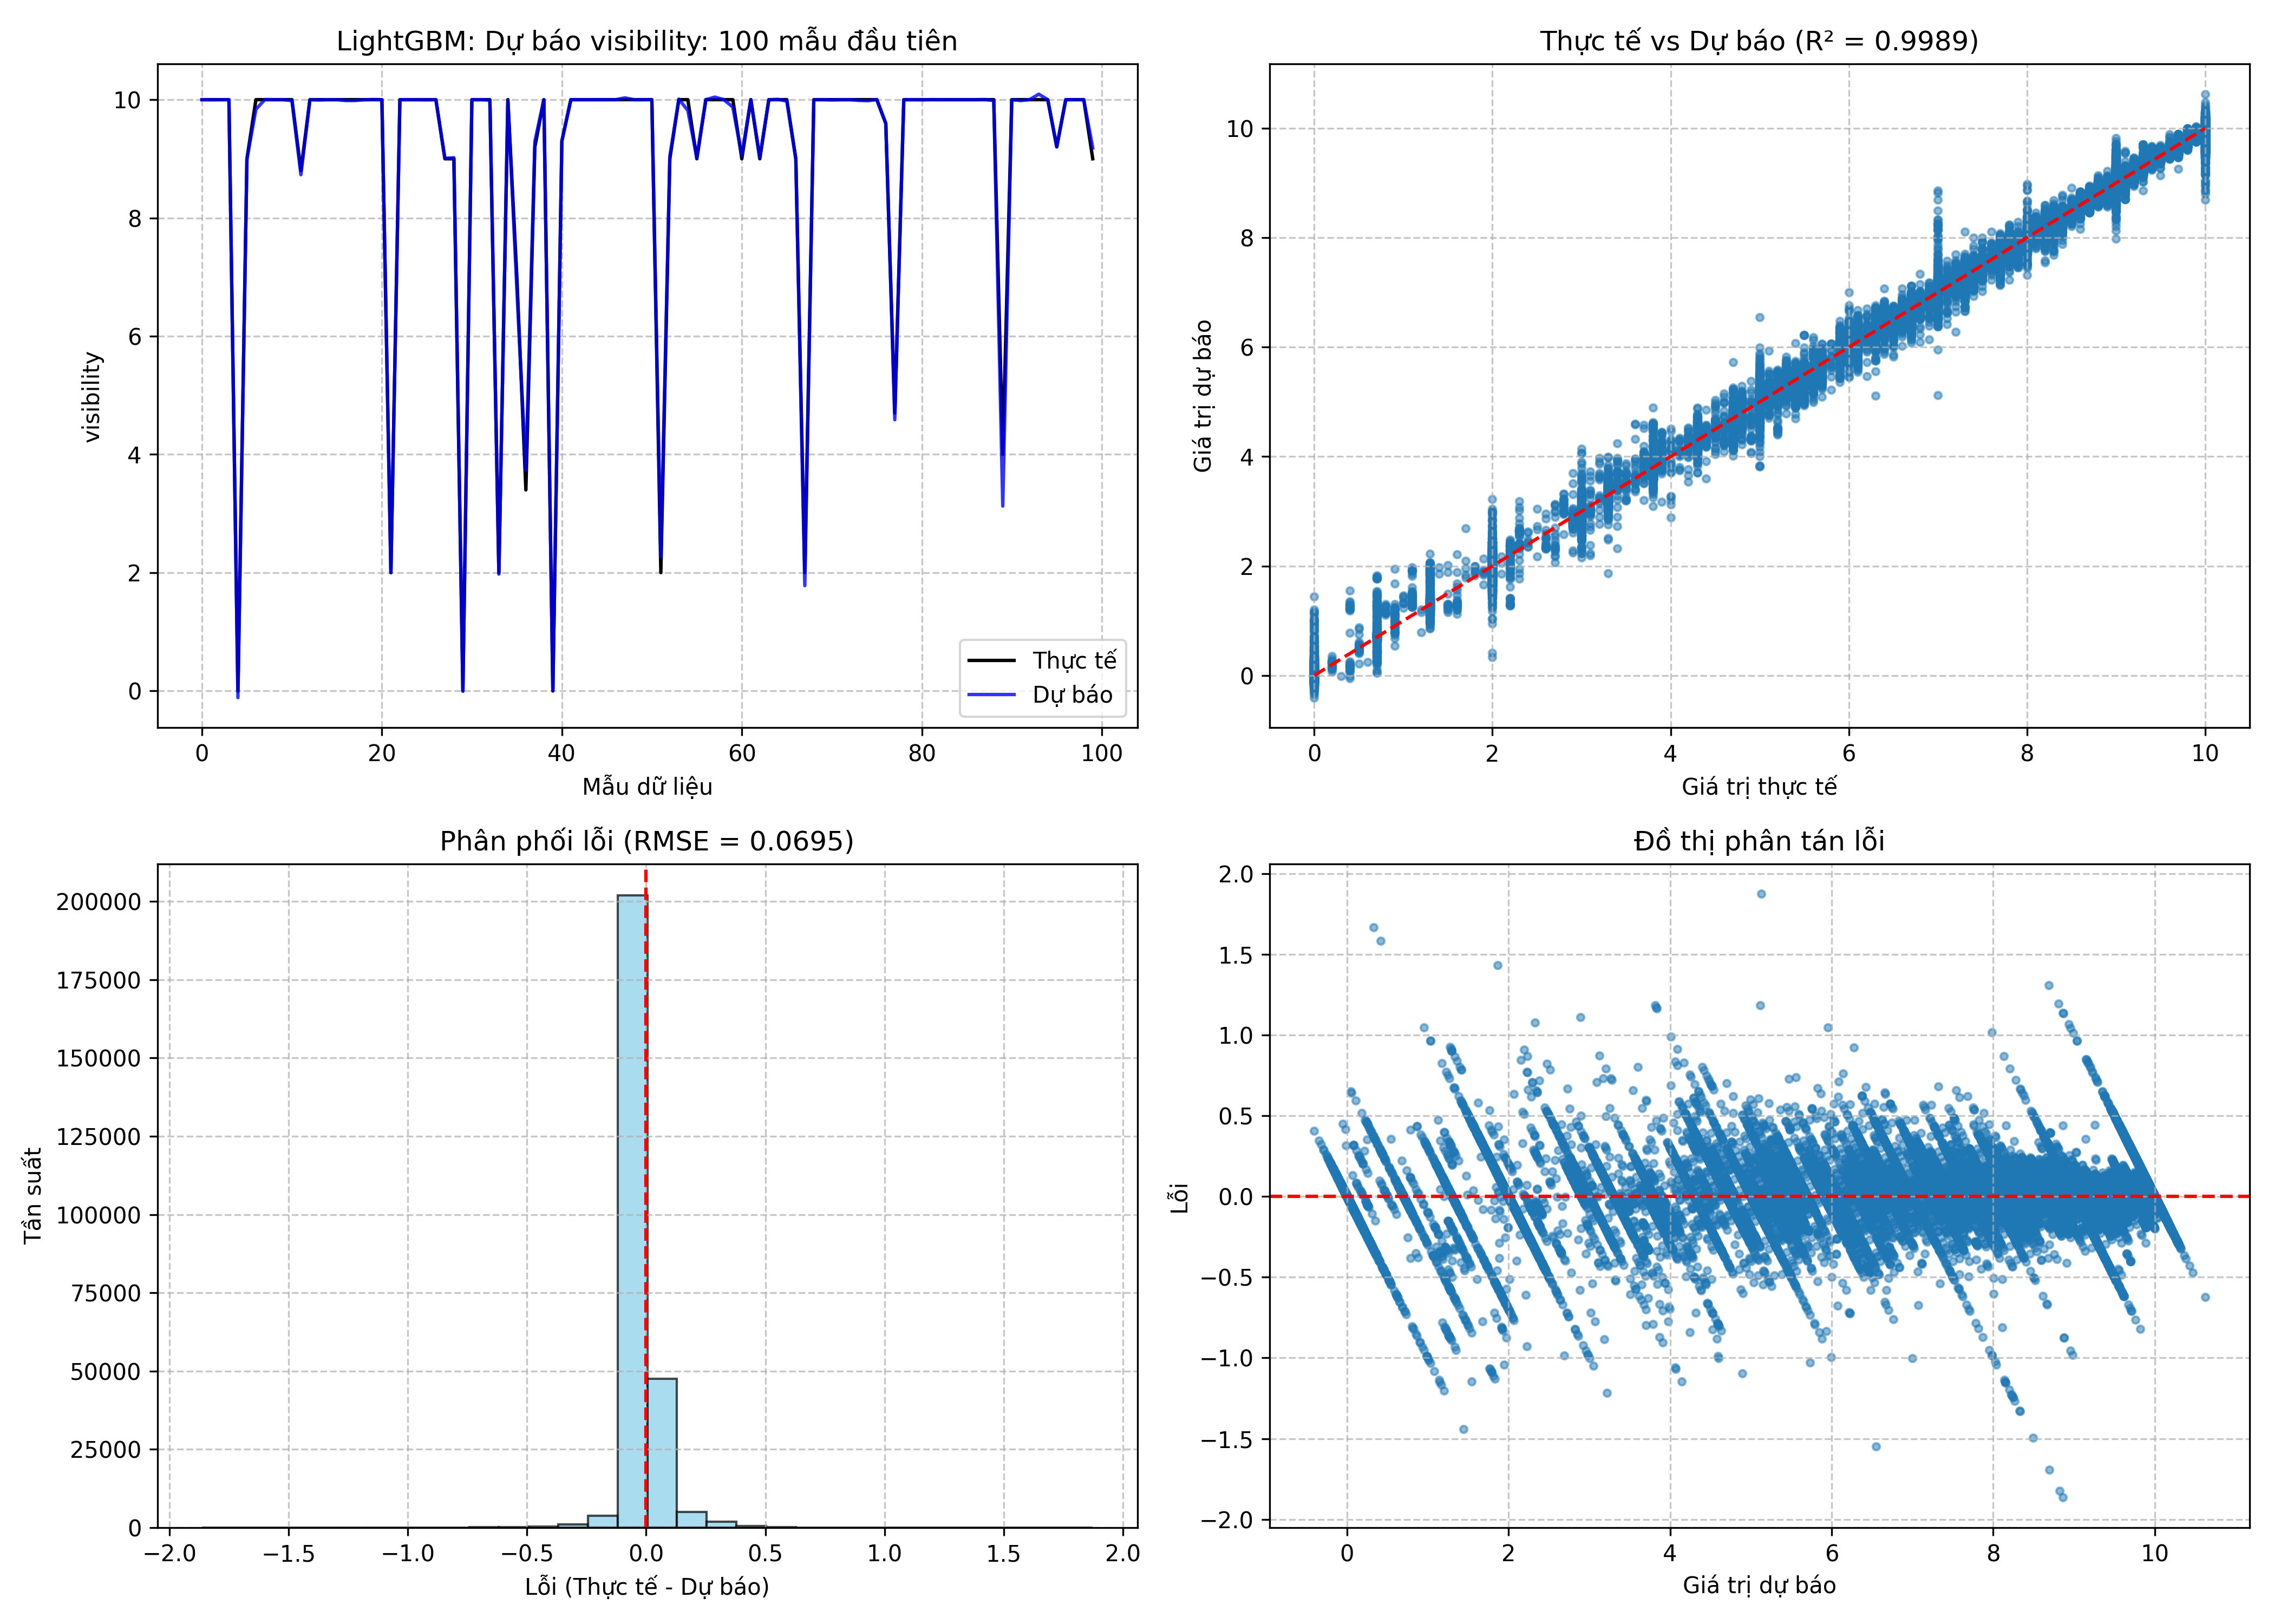 LightGBM: Dự báo visibility: 100 mẫu đầu tiên
visibility
10
8
6
4
2
0
0 20 40 60 80 100
Mẫu dữ liệu
Thực tế
Dự báo
Thực tế vs Dự báo (R² = 0.9989)
Giá trị dự báo
10
8
6
4
2
0
0 2 4 6 8 10
Giá trị thực tế
Phân phối lỗi (RMSE = 0.0695)
Tần suất
200000
175000
150000
125000
100000
75000
50000
25000
0
−2.0 −1.5 −1.0 −0.5 0.0 0.5 1.0 1.5 2.0
Lỗi (Thực tế - Dự báo)
Đồ thị phân tán lỗi
Lỗi
2.0
1.5
1.0
0.5
0.0
−0.5
−1.0
−1.5
−2.0
0 2 4 6 8 10
Giá trị dự báo